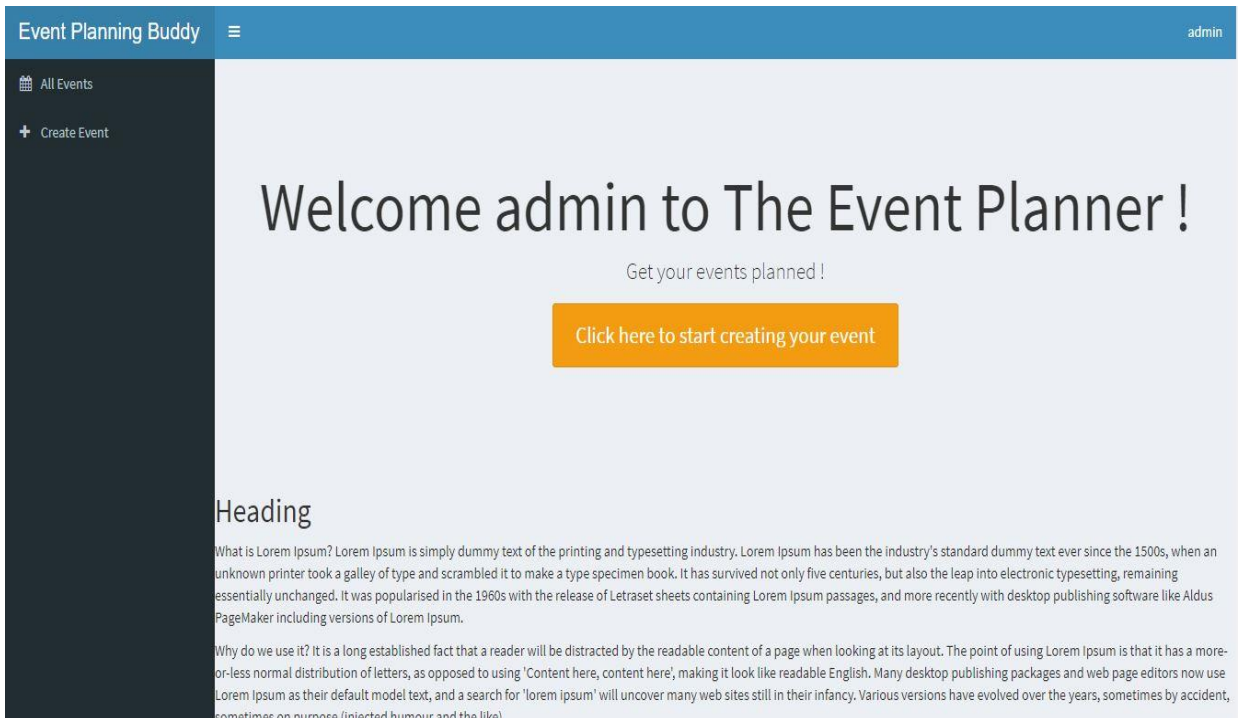 Event Planning Buddy
admin
All Events
Create Event
Welcome admin to The Event Planner !
Get your events planned !
Click here to start creating your event
Heading
What is Lorem Ipsum? Lorem Ipsum is simply dummy text of the printing and typesetting industry. Lorem Ipsum has been the industry's standard dummy text ever since the 1500s, when an
unknown printer took a galley of type and scrambled it to make a type specimen book. It has survived not only five centuries, but also the leap into electronic typesetting, remaining
essentially unchanged. It was popularised in the 1960s with the release of Letraset sheets containing Lorem Ipsum passages, and more recently with desktop publishing software like Aldus
PageMaker including versions of Lorem Ipsum.
Why do we use it? It is a long established fact that a reader will be distracted by the readable content of a page when looking at its layout. The point of using Lorem Ipsum is that it has a more-
or-less normal distribution of letters, as opposed to using 'Content here, content here', making it look like readable English. Many desktop publishing packages and web page editors now use
Lorem Ipsum as their default model text, and a search for 'lorem ipsum' will uncover many web sites still in their infancy. Various versions have evolved over the years, sometimes by accident,
sometimes on purpose (injected humour and the like).